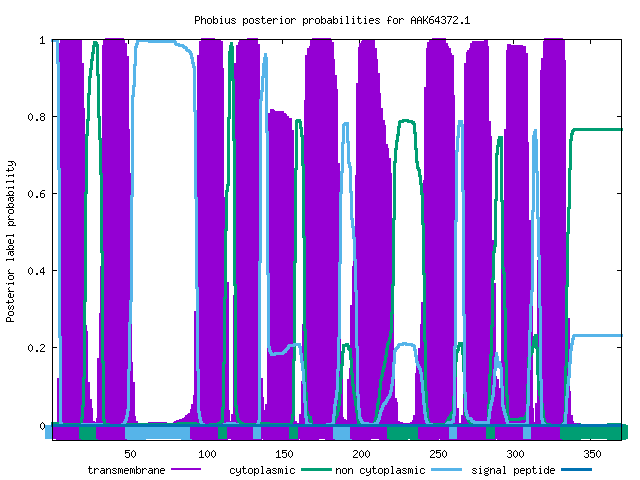 Phobius posterior probabilities for AAK64372.1
1
0.8
0.6
0.4
0.2
0
Posterior label probability
50 100 150 200 250 300 350
transmembrane cytoplasmic non cytoplasmic signal peptide